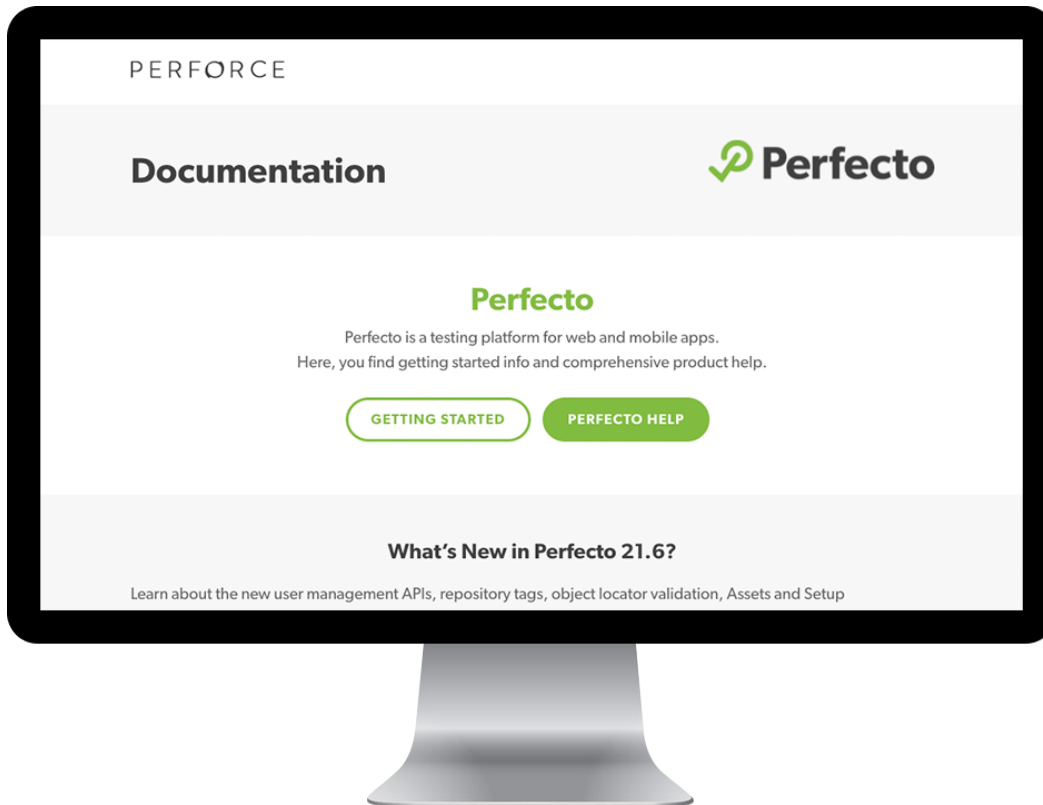 PERFORCE
Documentation
Perfecto
Perfecto
Perfecto is a testing platform for web and mobile apps.
Here, you find getting started info and comprehensive product help.
GETTING STARTED
PERFECTO HELP
What's New in Perfecto 21.6?
Learn about the new user management APIs, repository tags, object locator validation, Assets and Setup